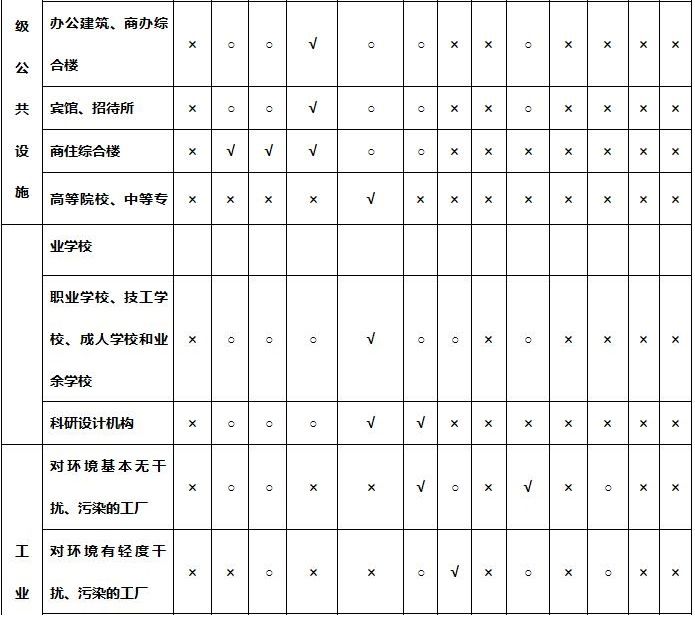 级公共设施
办公建筑、商办综
合楼
× ○ ○ √ ○ ○ × × ○ × × × ×
宾馆、招待所 × ○ ○ √ ○ ○ × × ○ × × × ×
商住综合楼 × √ √ √ ○ ○ × × × × × × ×
高等院校、中等专 × × × × √ × × × × × × × ×
业学校
职业学校、技工学
校、成人学校和业
余学校
× ○ ○ ○ √ ○ ○ × ○ × × × ×
科研设计机构 × ○ ○ ○ √ √ × × × × × × ×
工业
对环境基本无干
扰、污染的工厂
× ○ ○ × × √ ○ × √ × ○ × ×
对环境有轻度干
扰、污染的工厂
× × ○ × × ○ √ × ○ × ○ × ×